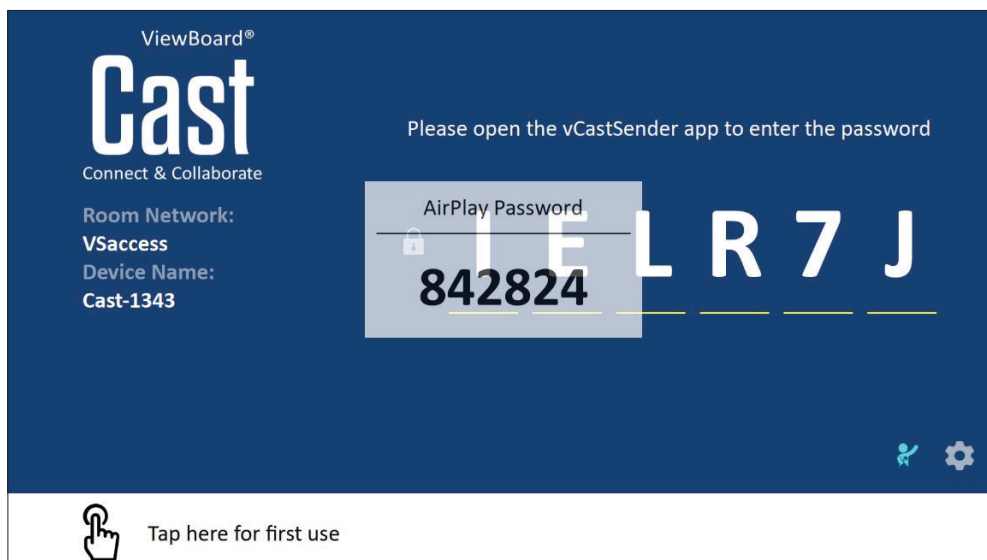 ViewBoard®
Cast
Connect & Collaborate
Room Network:
VSaccess
Device Name:
Cast-1343
Please open the vCastSender app to enter the password
AirPlay Password
842824
I E L R 7 J
Tap here for first use